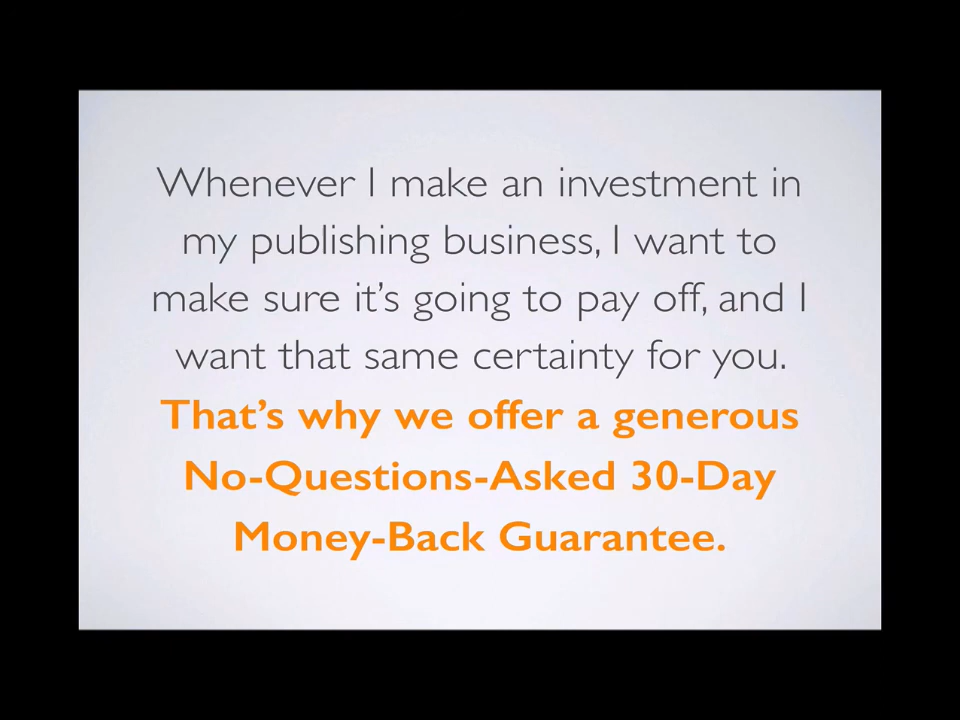 Whenever I make an investment in
my publishing business, I want to
make sure it’s going to pay off, and I
want that same certainty for you.
That’s why we offer a generous
No-Questions-Asked 30-Day
Money-Back Guarantee.